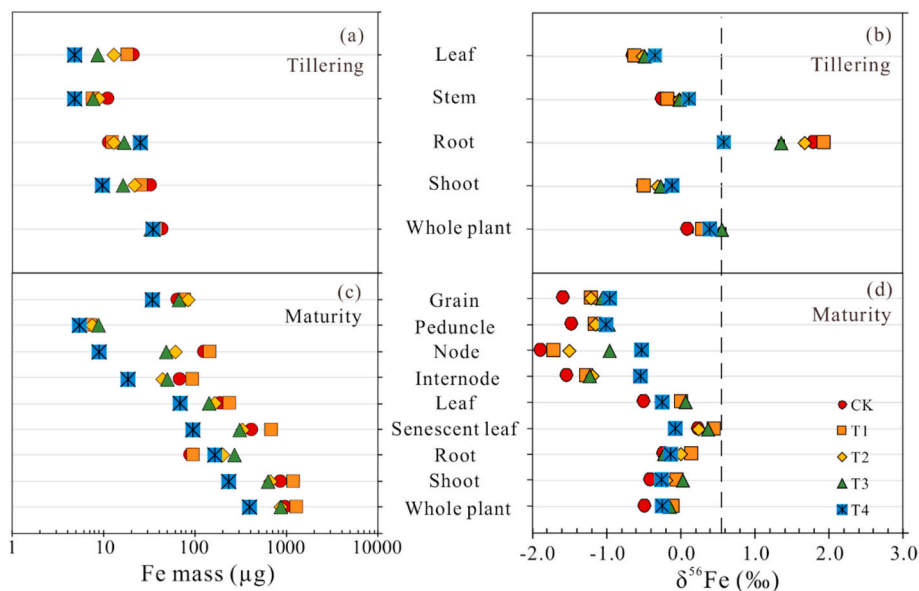 (a)
Tillering
Leaf
Stem
Root
Shoot
Whole plant
(b)
Tillering
(c)
Maturity
Grain
Peduncle
Node
Internode
Leaf
Senescent leaf
Root
Shoot
Whole plant
(d)
Maturity
CK
T1
T2
T3
T4
1 10 100 1000 10000
Fe mass (μg)
-2.0 -1.0 0.0 1.0 2.0 3.0
δ⁵⁶Fe (‰)